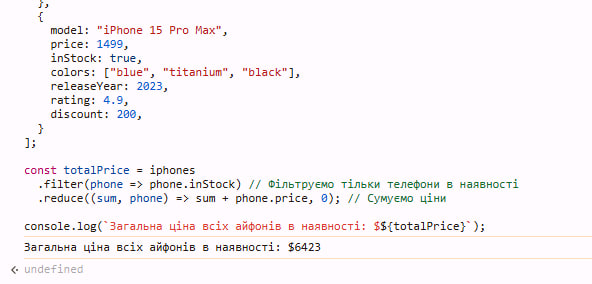 },
{
model: "iPhone 15 Pro Max",
price: 1499,
inStock: true,
colors: ["blue", "titanium", "black"],
releaseYear: 2023,
rating: 4.9,
discount: 200,
}
];
const totalPrice = iphones
.filter(phone => phone.inStock) // Фільтруємо тільки телефони в наявності
.reduce((sum, phone) => sum + phone.price, 0); // Сумуємо ціни
console.log(`Загальна ціна всіх айфонів в наявності: $${totalPrice}`);
Загальна ціна всіх айфонів в наявності: $6423
undefined